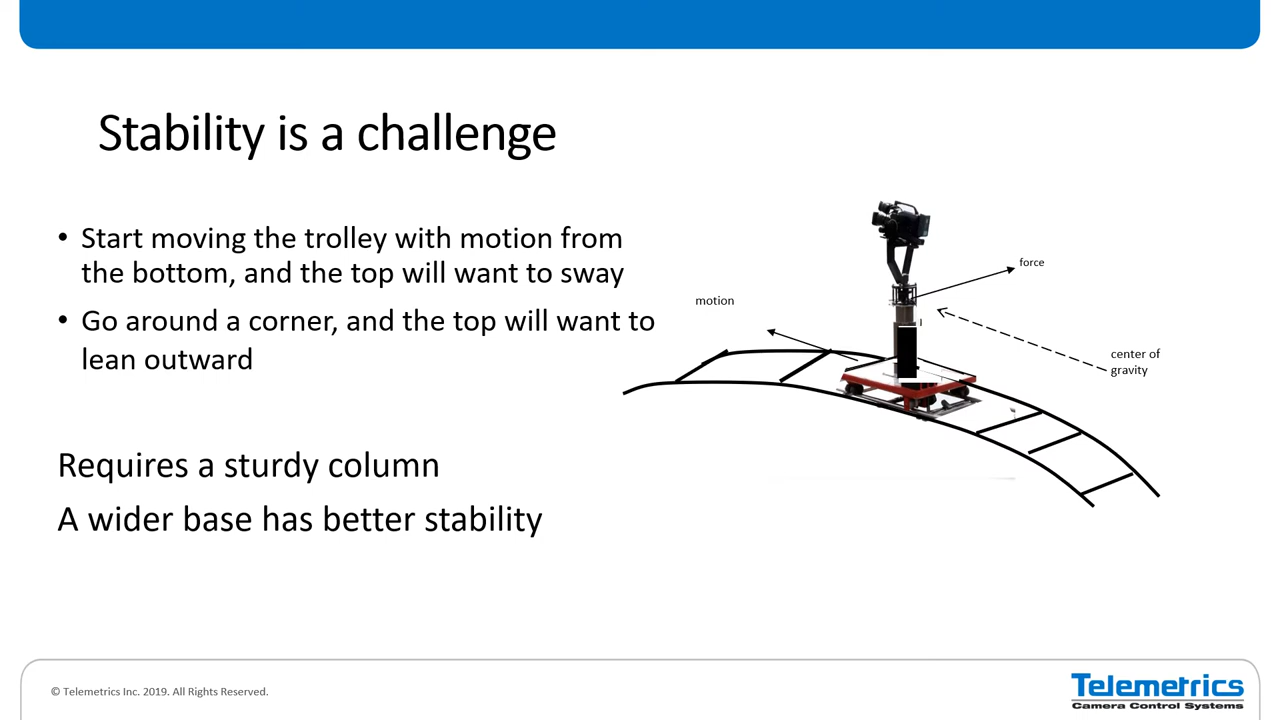 Stability is a challenge
• Start moving the trolley with motion from
the bottom, and the top will want to sway
• Go around a corner, and the top will want to
lean outward
Requires a sturdy column
A wider base has better stability
force
motion
center of
gravity
© Telemetrics Inc. 2019. All Rights Reserved.
Telemetrics
Camera Control Systems